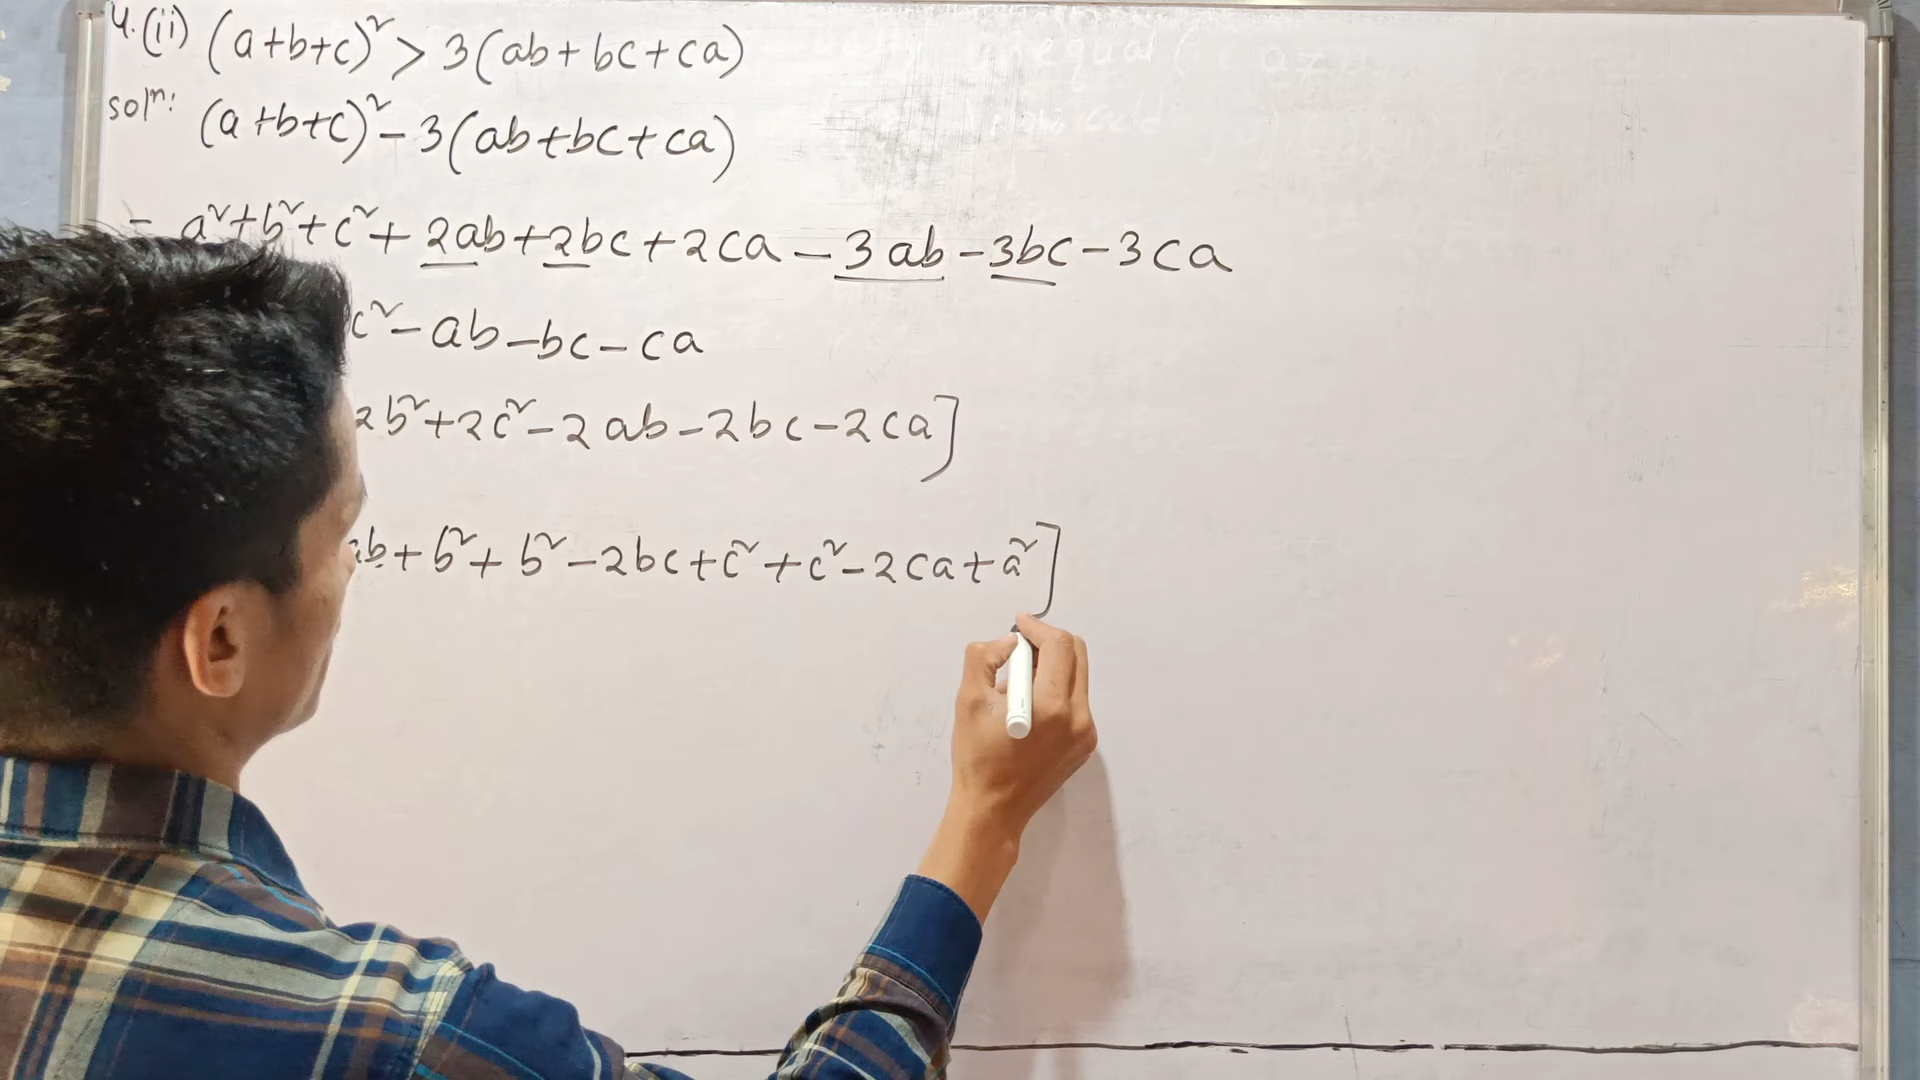 4.(ii) (a+b+c)² > 3(ab+bc+ca)
solⁿ: (a+b+c)² - 3(ab+bc+ca)
= a²+b²+c²+2ab+2bc+2ca-3ab-3bc-3ca
c²-ab-bc-ca
2b²+2c²-2ab-2bc-2ca]
ab+b²+b²-2bc+c²+c²-2ca+a²]